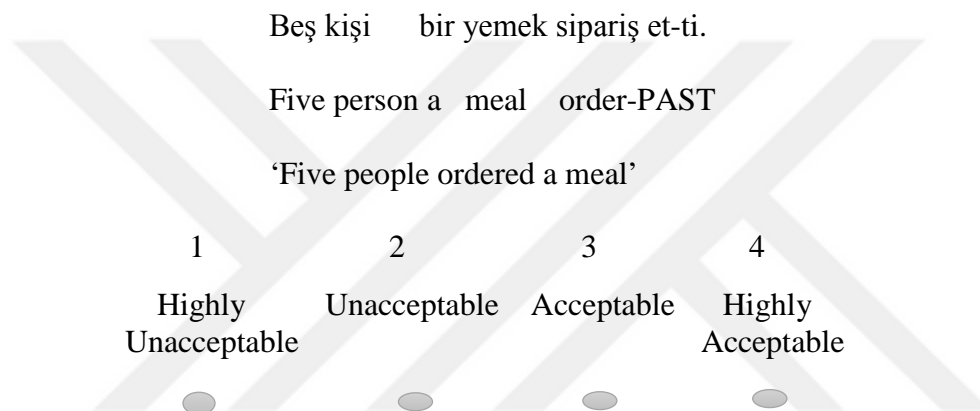 Beş kişi bir yemek sipariş et-ti.
Five person a meal order-PAST
‘Five people ordered a meal’
1 2 3 4
Highly Unacceptable Acceptable Highly
Unacceptable Acceptable